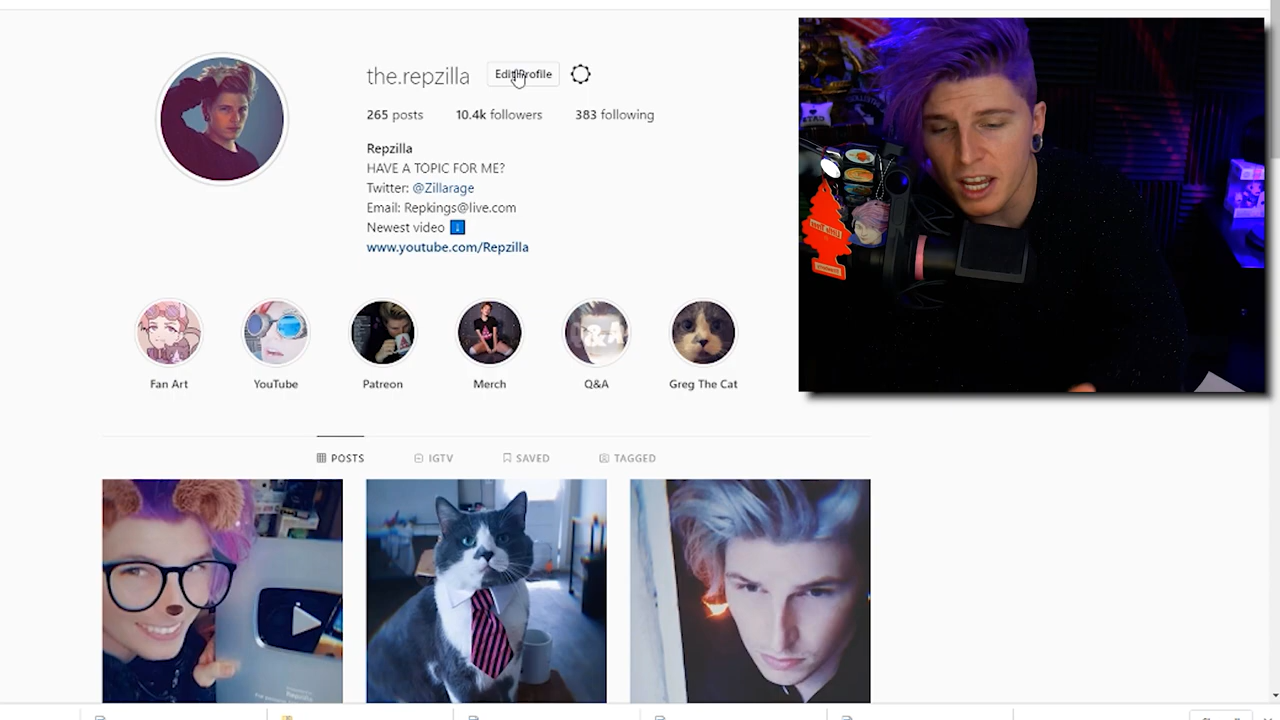 the.repzilla Edit Profile
265 posts 10.4k followers 383 following
Repzilla
HAVE A TOPIC FOR ME?
Twitter: @Zillarage
Email: Repkings@live.com
Newest video
www.youtube.com/Repzilla
Q&A
Fan Art YouTube Patreon Merch Q&A Greg The Cat
POSTS IGTV SAVED TAGGED